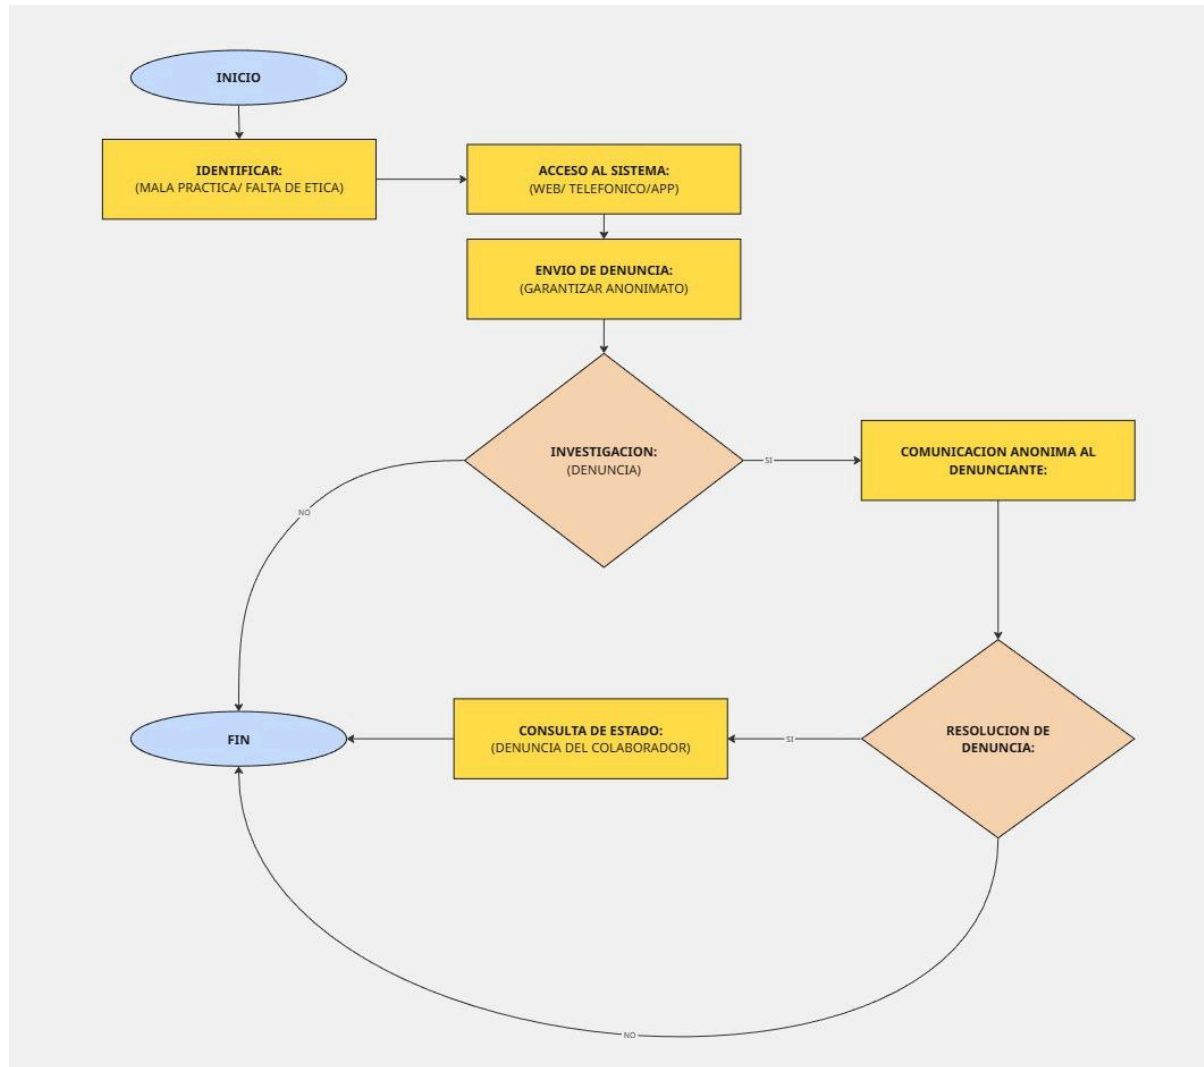 INICIO
IDENTIFICAR:
(MALA PRACTICA/ FALTA DE ETICA)
ACCESO AL SISTEMA:
(WEB/ TELEFONICO/APP)
ENVIO DE DENUNCIA:
(GARANTIZAR ANONIMATO)
INVESTIGACION:
(DENUNCIA)
SI
COMUNICACION ANONIMA AL
DENUNCIANTE:
NO
RESOLUCION DE
DENUNCIA:
SI
CONSULTA DE ESTADO:
(DENUNCIA DEL COLABORADOR)
FIN
NO